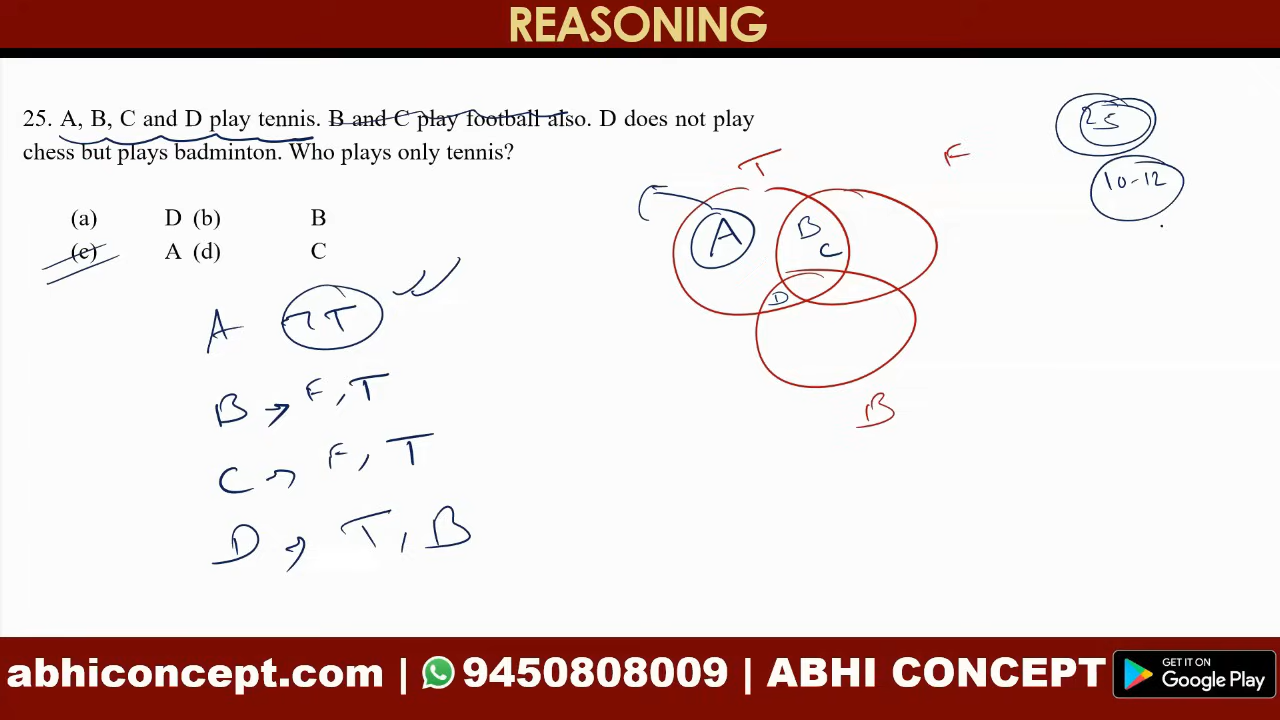 REASONING
25. A, B, C and D play tennis. B and C play football also. D does not play
chess but plays badminton. Who plays only tennis?
(a) D (b) B
(c) A (d) C
25
10-12
T F
A B
C
D
B
A → T
B → F, T
C → F, T
D → T, B
abhiconcept.com | 9450808009 | ABHI CONCEPT
GET IT ON
Google Play